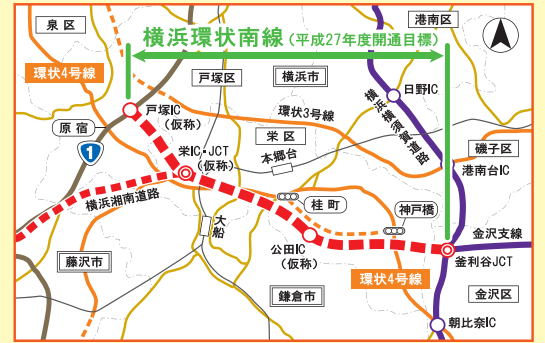 泉区
港南区
横浜環状南線(平成27年度開通目標)
環状4号線
戸塚区
横浜市
日野IC
戸塚IC
(仮称)
環状3号線
横浜横須賀道路
原宿
1
栄区
磯子区
栄IC・JCT
(仮称)
本郷台
港南台IC
横浜湘南道路
桂町
神戸橋
大船
金沢支線
公田IC
(仮称)
藤沢市
環状4号線
釜利谷JCT
鎌倉市
金沢区
朝比奈IC